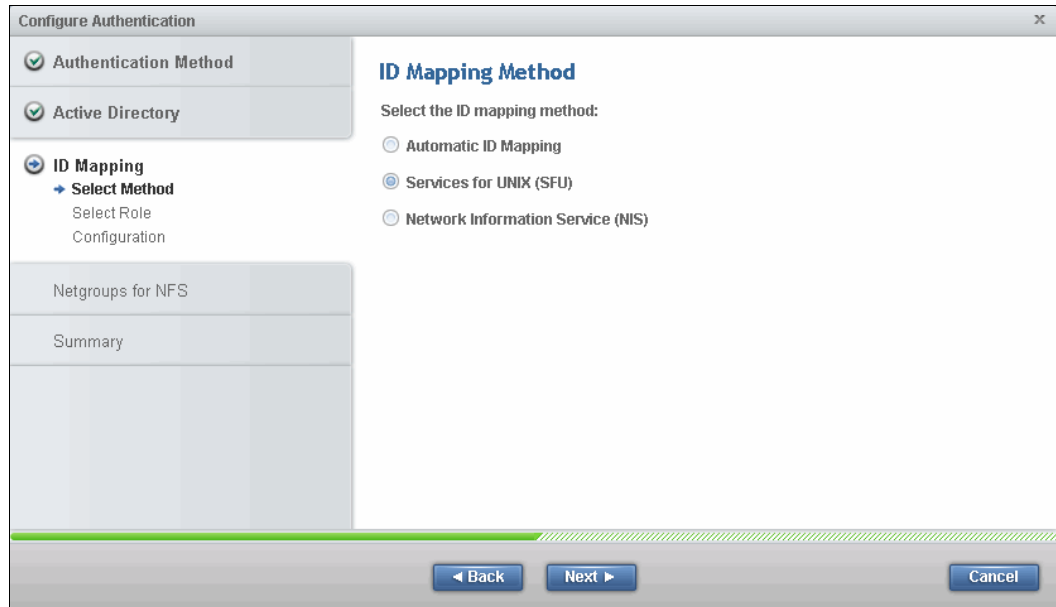 Configure Authentication
x
Authentication Method
Active Directory
ID Mapping
Select Method
Select Role
Configuration
Netgroups for NFS
Summary
ID Mapping Method
Select the ID mapping method:
Automatic ID Mapping
Services for UNIX (SFU)
Network Information Service (NIS)
Back
Next
Cancel